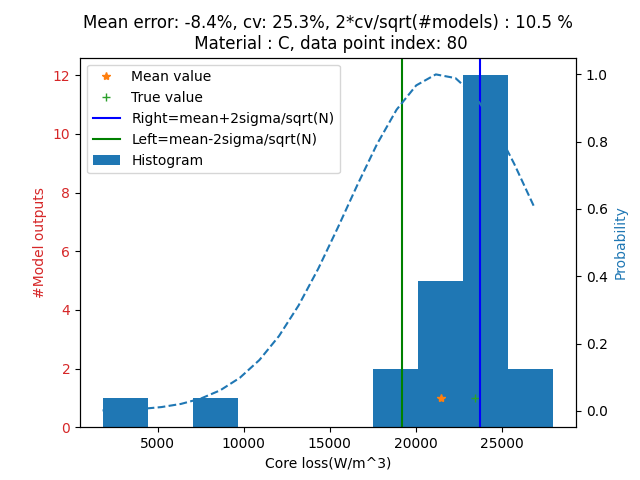 Mean error: -8.4%, cv: 25.3%, 2*cv/sqrt(#models) : 10.5 %
Material : C, data point index: 80
Mean value
True value
Right=mean+2sigma/sqrt(N)
Left=mean-2sigma/sqrt(N)
Histogram
#Model outputs
12
10
8
6
4
2
0
1.0
0.8
0.6
0.4
0.2
0.0
Probability
5000 10000 15000 20000 25000
Core loss(W/m^3)